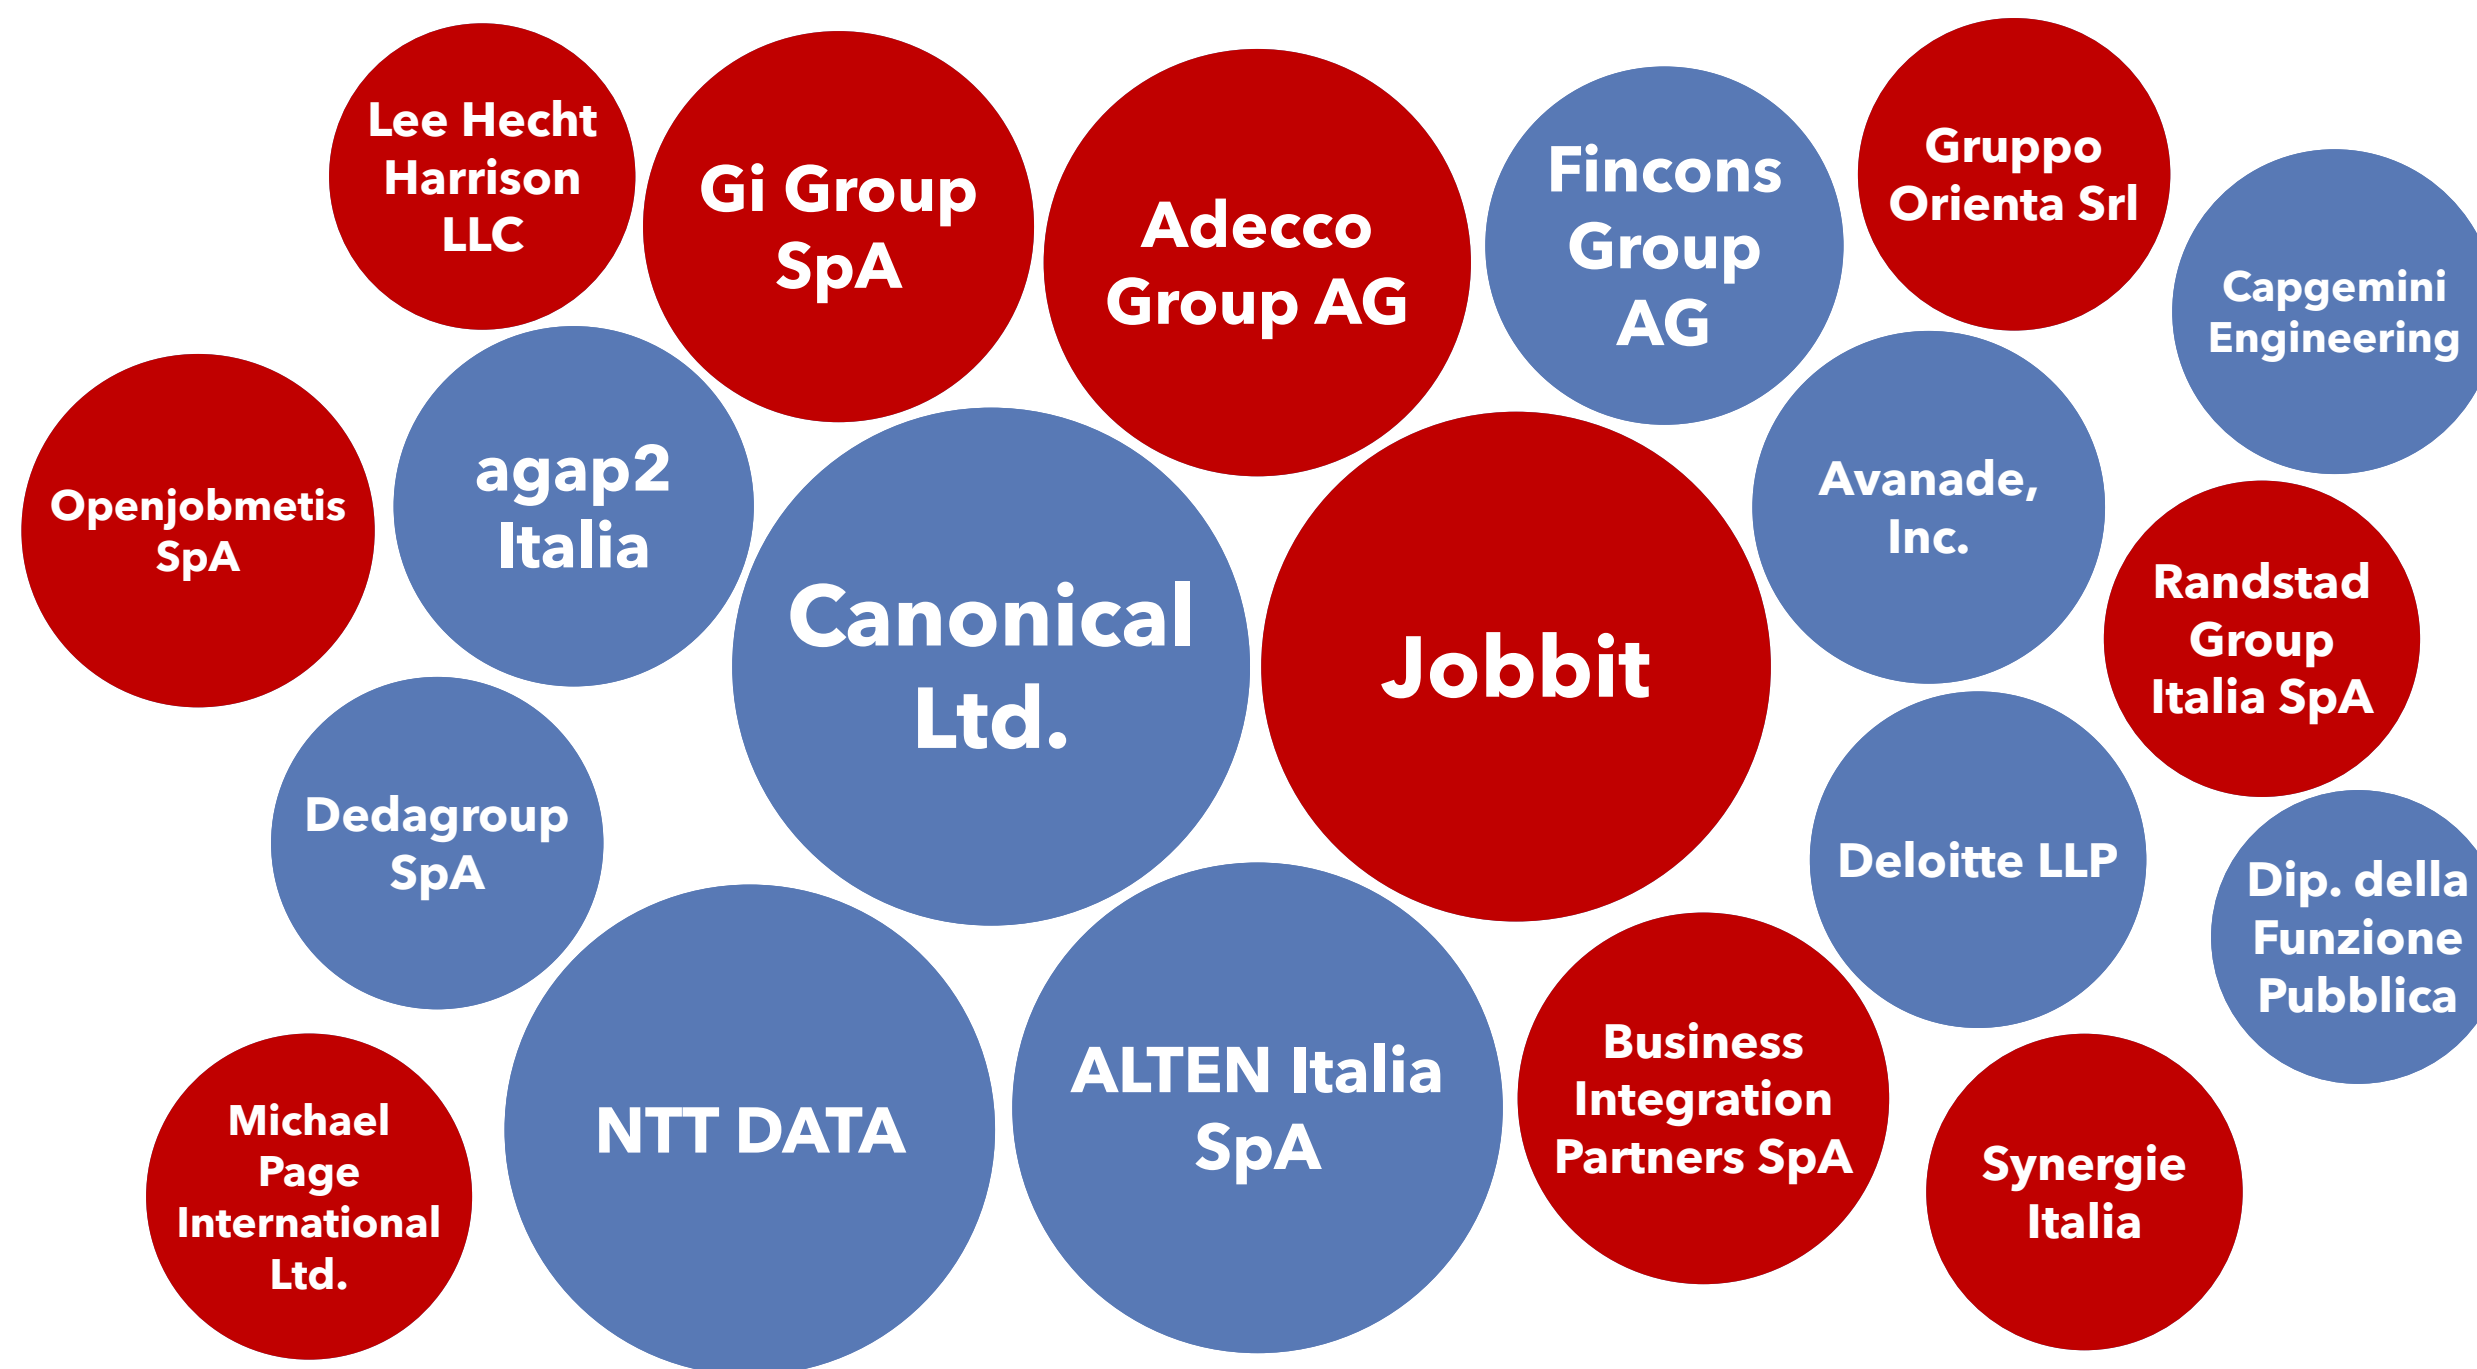 Lee Hecht
Harrison
LLC
Gi Group
SpA
Adecco
Group AG
Fincons
Group
AG
Gruppo
Orienta Srl
Capgemini
Engineering
Openjobmetis
SpA
agap2
Italia
Canonical
Ltd.
Jobbit
Avanade,
Inc.
Randstad
Group
Italia SpA
Dedagroup
SpA
Deloitte LLP
Dip. della
Funzione
Pubblica
Michael
Page
International
Ltd.
NTT DATA
ALTEN Italia
SpA
Business
Integration
Partners SpA
Synergie
Italia